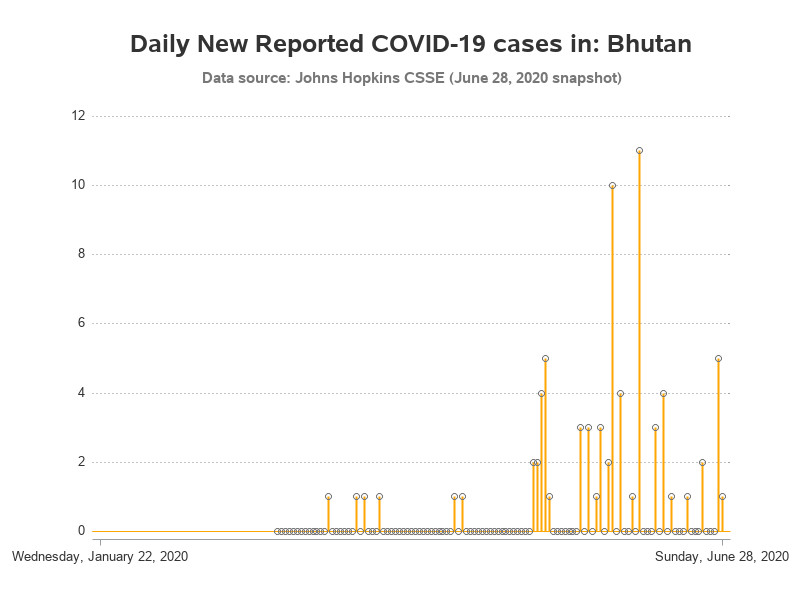 Daily New Reported COVID-19 cases in: Bhutan
Data source: Johns Hopkins CSSE (June 28, 2020 snapshot)
12
10
8
6
4
2
0
Wednesday, January 22, 2020
Sunday, June 28, 2020